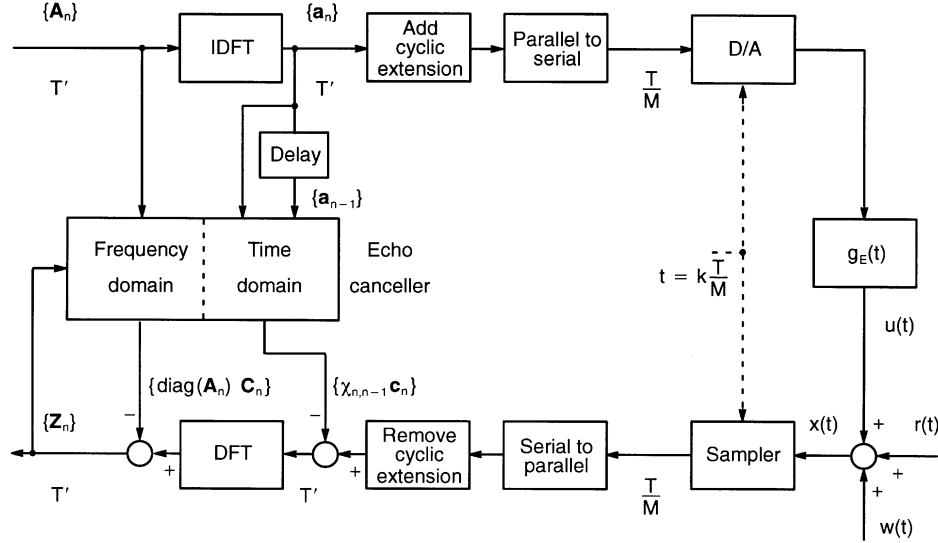 {A_n}
{a_n}
IDFT
Add
cyclic
extension
Parallel to
serial
D/A
T′
T′
T
M
Delay
{a_{n−1}}
Frequency
domain
Time
domain
Echo
canceller
t = k T
M
g_E(t)
u(t)
{diag(A_n) C_n}
{χ_{n,n−1} c_n}
{Z_n}
−
−
+
x(t)
r(t)
DFT
Remove
cyclic
extension
Serial to
parallel
Sampler
+
+
+
+
T′
T′
T
M
w(t)